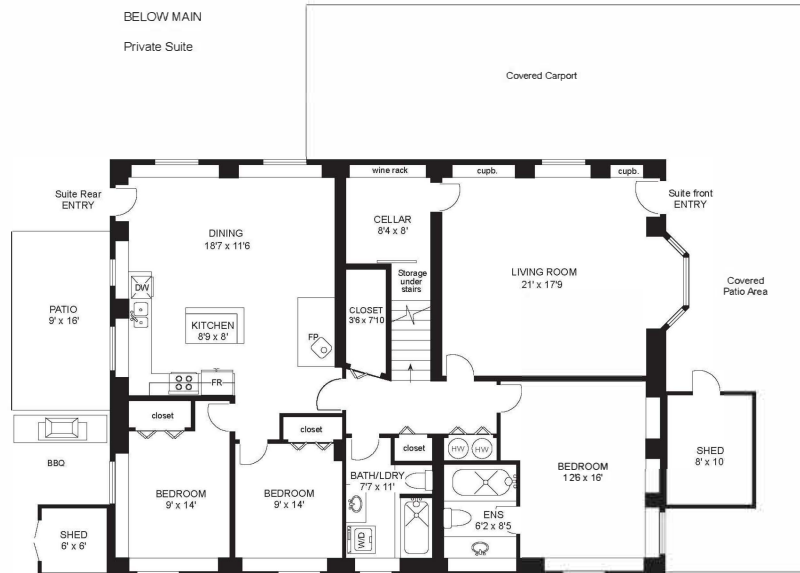 BELOW MAIN
Private Suite
Covered Carport
wine rack
cupb.
cupb.
Suite Rear
ENTRY
Suite front
ENTRY
CELLAR
8'4 x 8'
DINING
18'7 x 11'6
Storage
under
stairs
LIVING ROOM
21' x 17'9
Covered
Patio Area
DW
PATIO
9' x 16'
CLOSET
3'6 x 7'10
KITCHEN
8'9 x 8'
FP
FR
closet
closet
closet
HW
HW
SHED
8' x 10
BBQ
BEDROOM
9' x 14'
BEDROOM
9' x 14'
BATH/LDRY
7'7 x 11'
BEDROOM
12'6 x 16'
ENS
6'2 x 8'5
SHED
6' x 6'
W/D